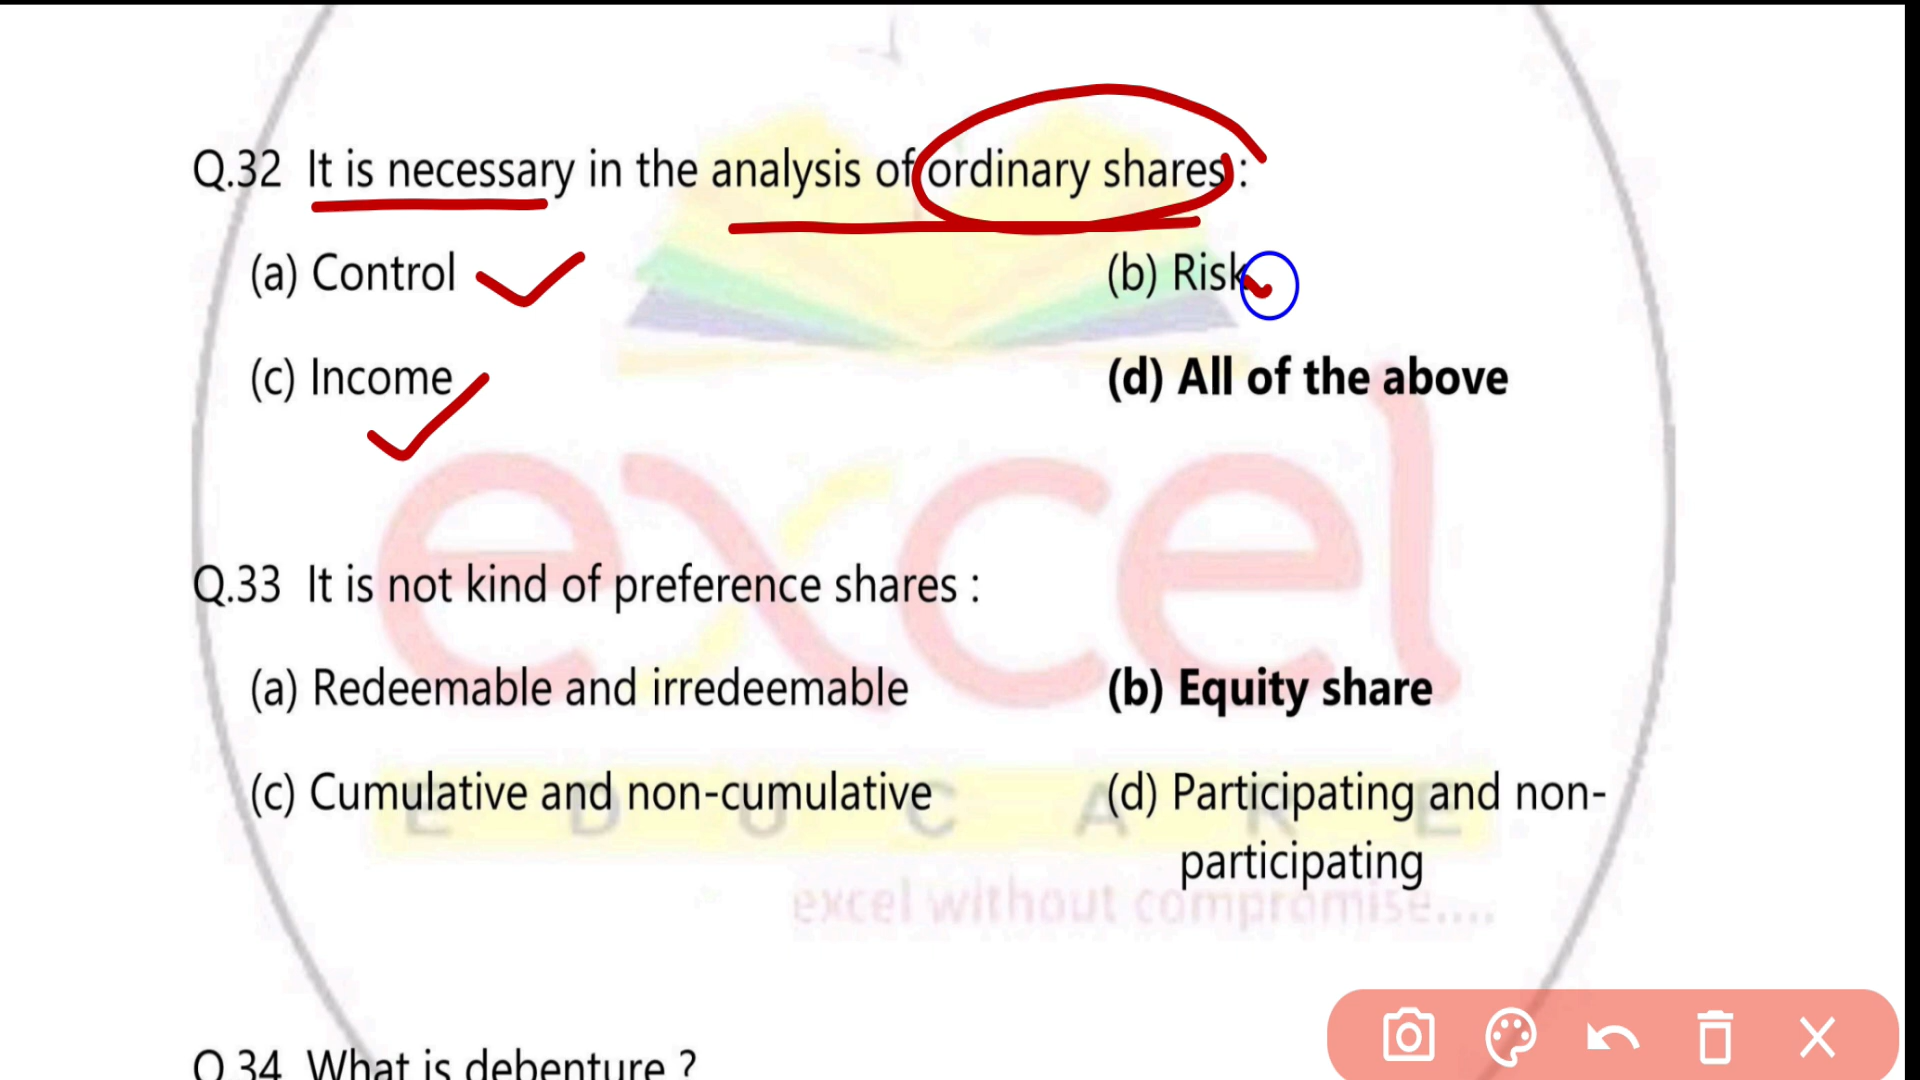 Q.32 It is necessary in the analysis of ordinary shares :
(a) Control
(b) Risk
(c) Income
(d) All of the above
excel
Q.33 It is not kind of preference shares :
(a) Redeemable and irredeemable
(b) Equity share
(c) Cumulative and non-cumulative
(d) Participating and non-
participating
EDUCARE
excel without compromise....
Q.34 What is debenture ?